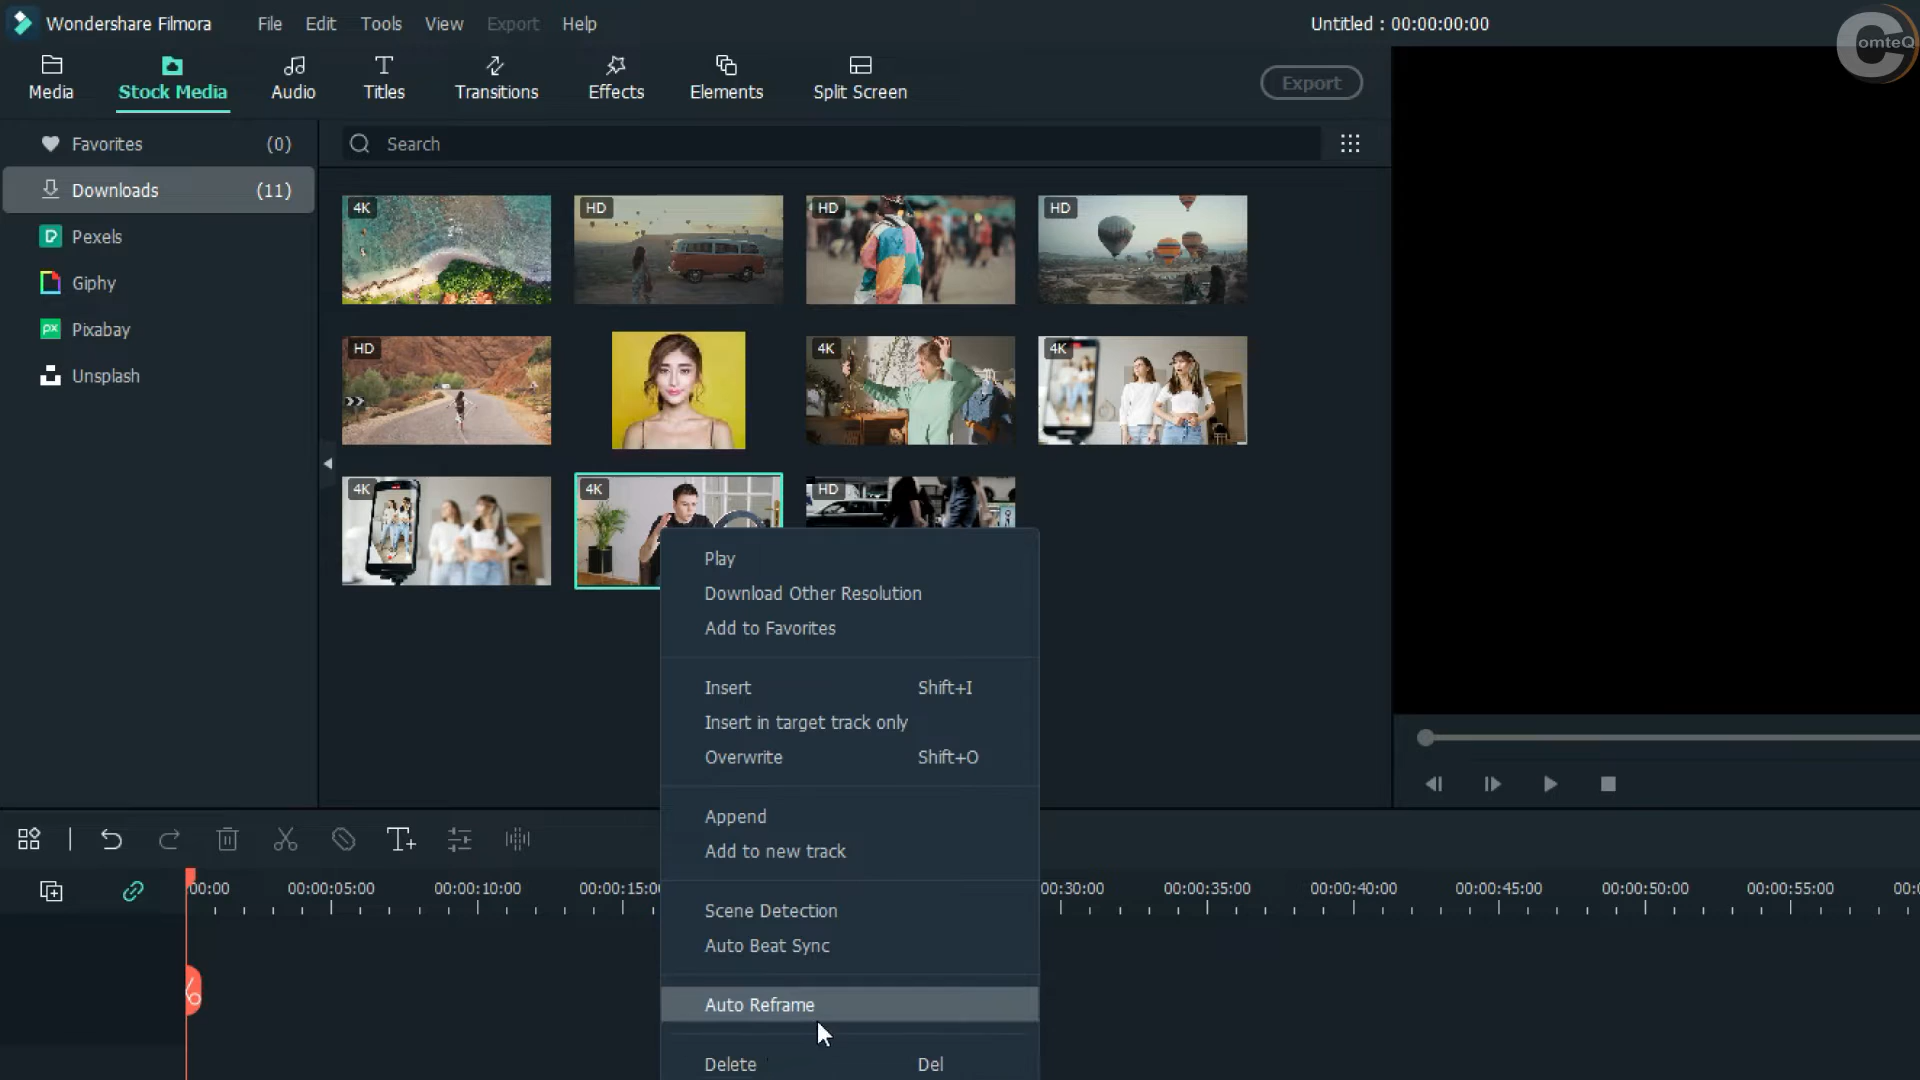 Wondershare Filmora File Edit Tools View Export Help Untitled : 00:00:00:00
omteQ
Media Stock Media Audio Titles Transitions Effects Elements Split Screen Export
Favorites (0) Search
Downloads (11)
Pexels
Giphy
Pixabay
Unsplash
4K HD HD HD
HD 4K 4K
4K 4K HD
Play
Download Other Resolution
Add to Favorites
Insert Shift+I
Insert in target track only
Overwrite Shift+O
Append
Add to new track
Scene Detection
Auto Beat Sync
Auto Reframe
Delete Del
00:00 00:00:05:00 00:00:10:00 00:00:15:00 00:30:00 00:00:35:00 00:00:40:00 00:00:45:00 00:00:50:00 00:00:55:00 00:0